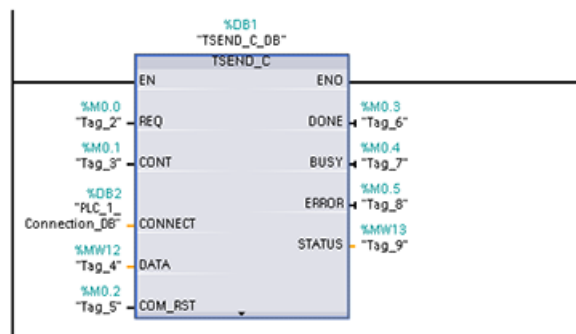 %DB1
"TSEND_C_DB"
TSEND_C
EN ENO
%M0.0 %M0.3
"Tag_2" REQ DONE "Tag_6"
%M0.1 %M0.4
"Tag_3" CONT BUSY "Tag_7"
%DB2 %M0.5
"PLC_1_ ERROR "Tag_8"
Connection_DB" CONNECT %MW13
%MW12 STATUS "Tag_9"
"Tag_4" DATA
%M0.2
"Tag_5" COM_RST